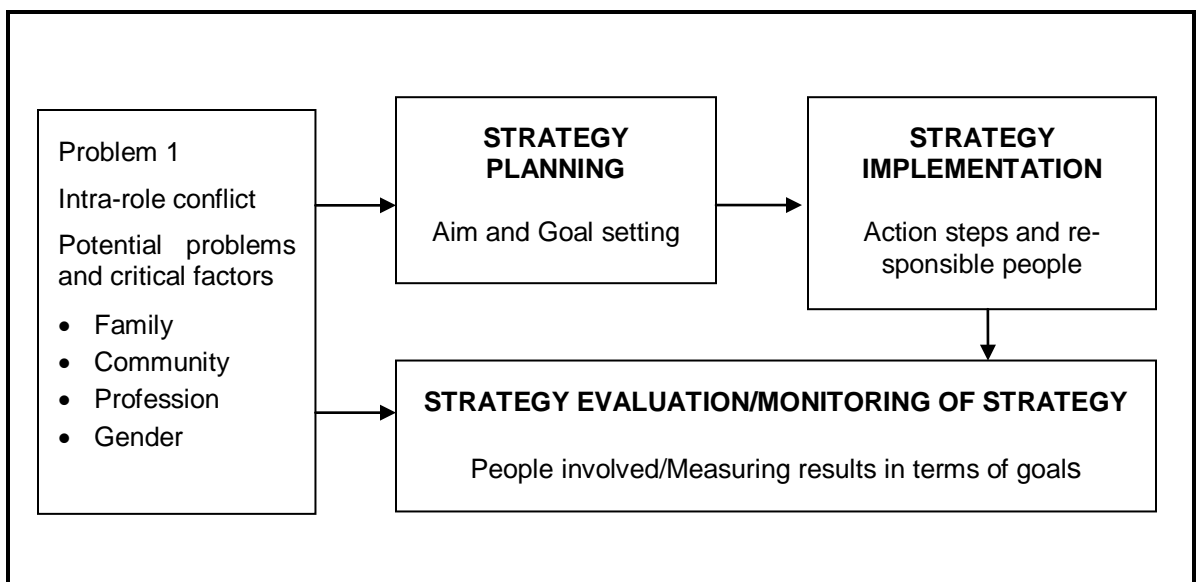 Problem 1
Intra-role conflict
Potential problems
and critical factors
• Family
• Community
• Profession
• Gender
STRATEGY
PLANNING
Aim and Goal setting
STRATEGY
IMPLEMENTATION
Action steps and re-
sponsible people
STRATEGY EVALUATION/MONITORING OF STRATEGY
People involved/Measuring results in terms of goals